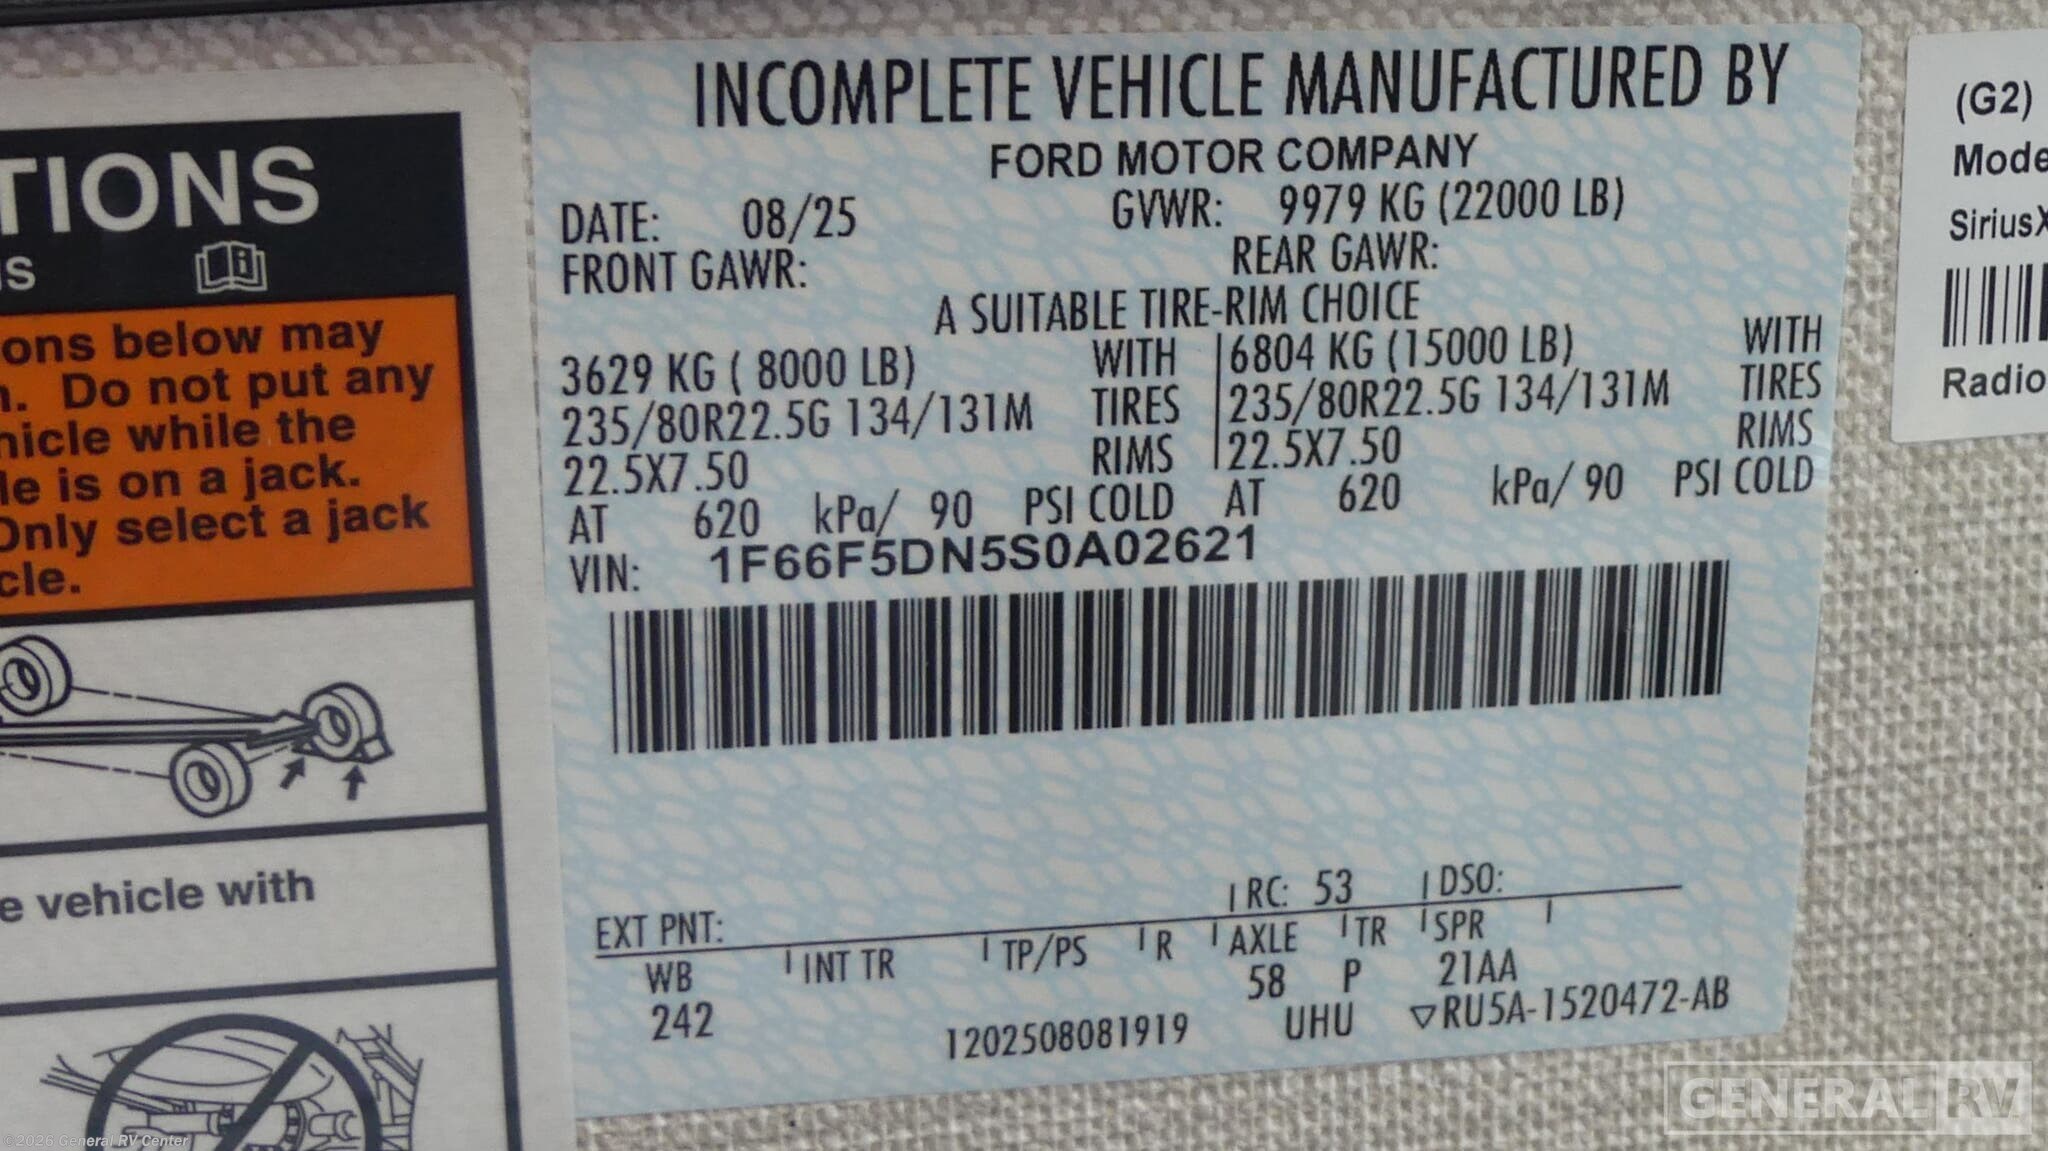 TIONS
NS
ons below may
n. Do not put any
hicle while the
le is on a jack.
Only select a jack
cle.
e vehicle with
INCOMPLETE VEHICLE MANUFACTURED BY
FORD MOTOR COMPANY
DATE: 08/25 GVWR: 9979 KG (22000 LB)
FRONT GAWR: REAR GAWR:
A SUITABLE TIRE-RIM CHOICE
3629 KG ( 8000 LB) WITH 6804 KG (15000 LB) WITH
235/80R22.5G 134/131M TIRES 235/80R22.5G 134/131M TIRES
22.5X7.50 RIMS 22.5X7.50 RIMS
AT 620 kPa/ 90 PSI COLD AT 620 kPa/ 90 PSI COLD
VIN: 1F66F5DN5S0A02621
EXT PNT: RC: 53 DSO:
WB INT TR TP/PS R AXLE TR SPR
242 58 P 21AA
1202508081919 UHU ▽RU5A-1520472-AB
(G2)
Mode
SiriusX
Radio
GENERAL RV
©2026 General RV Center